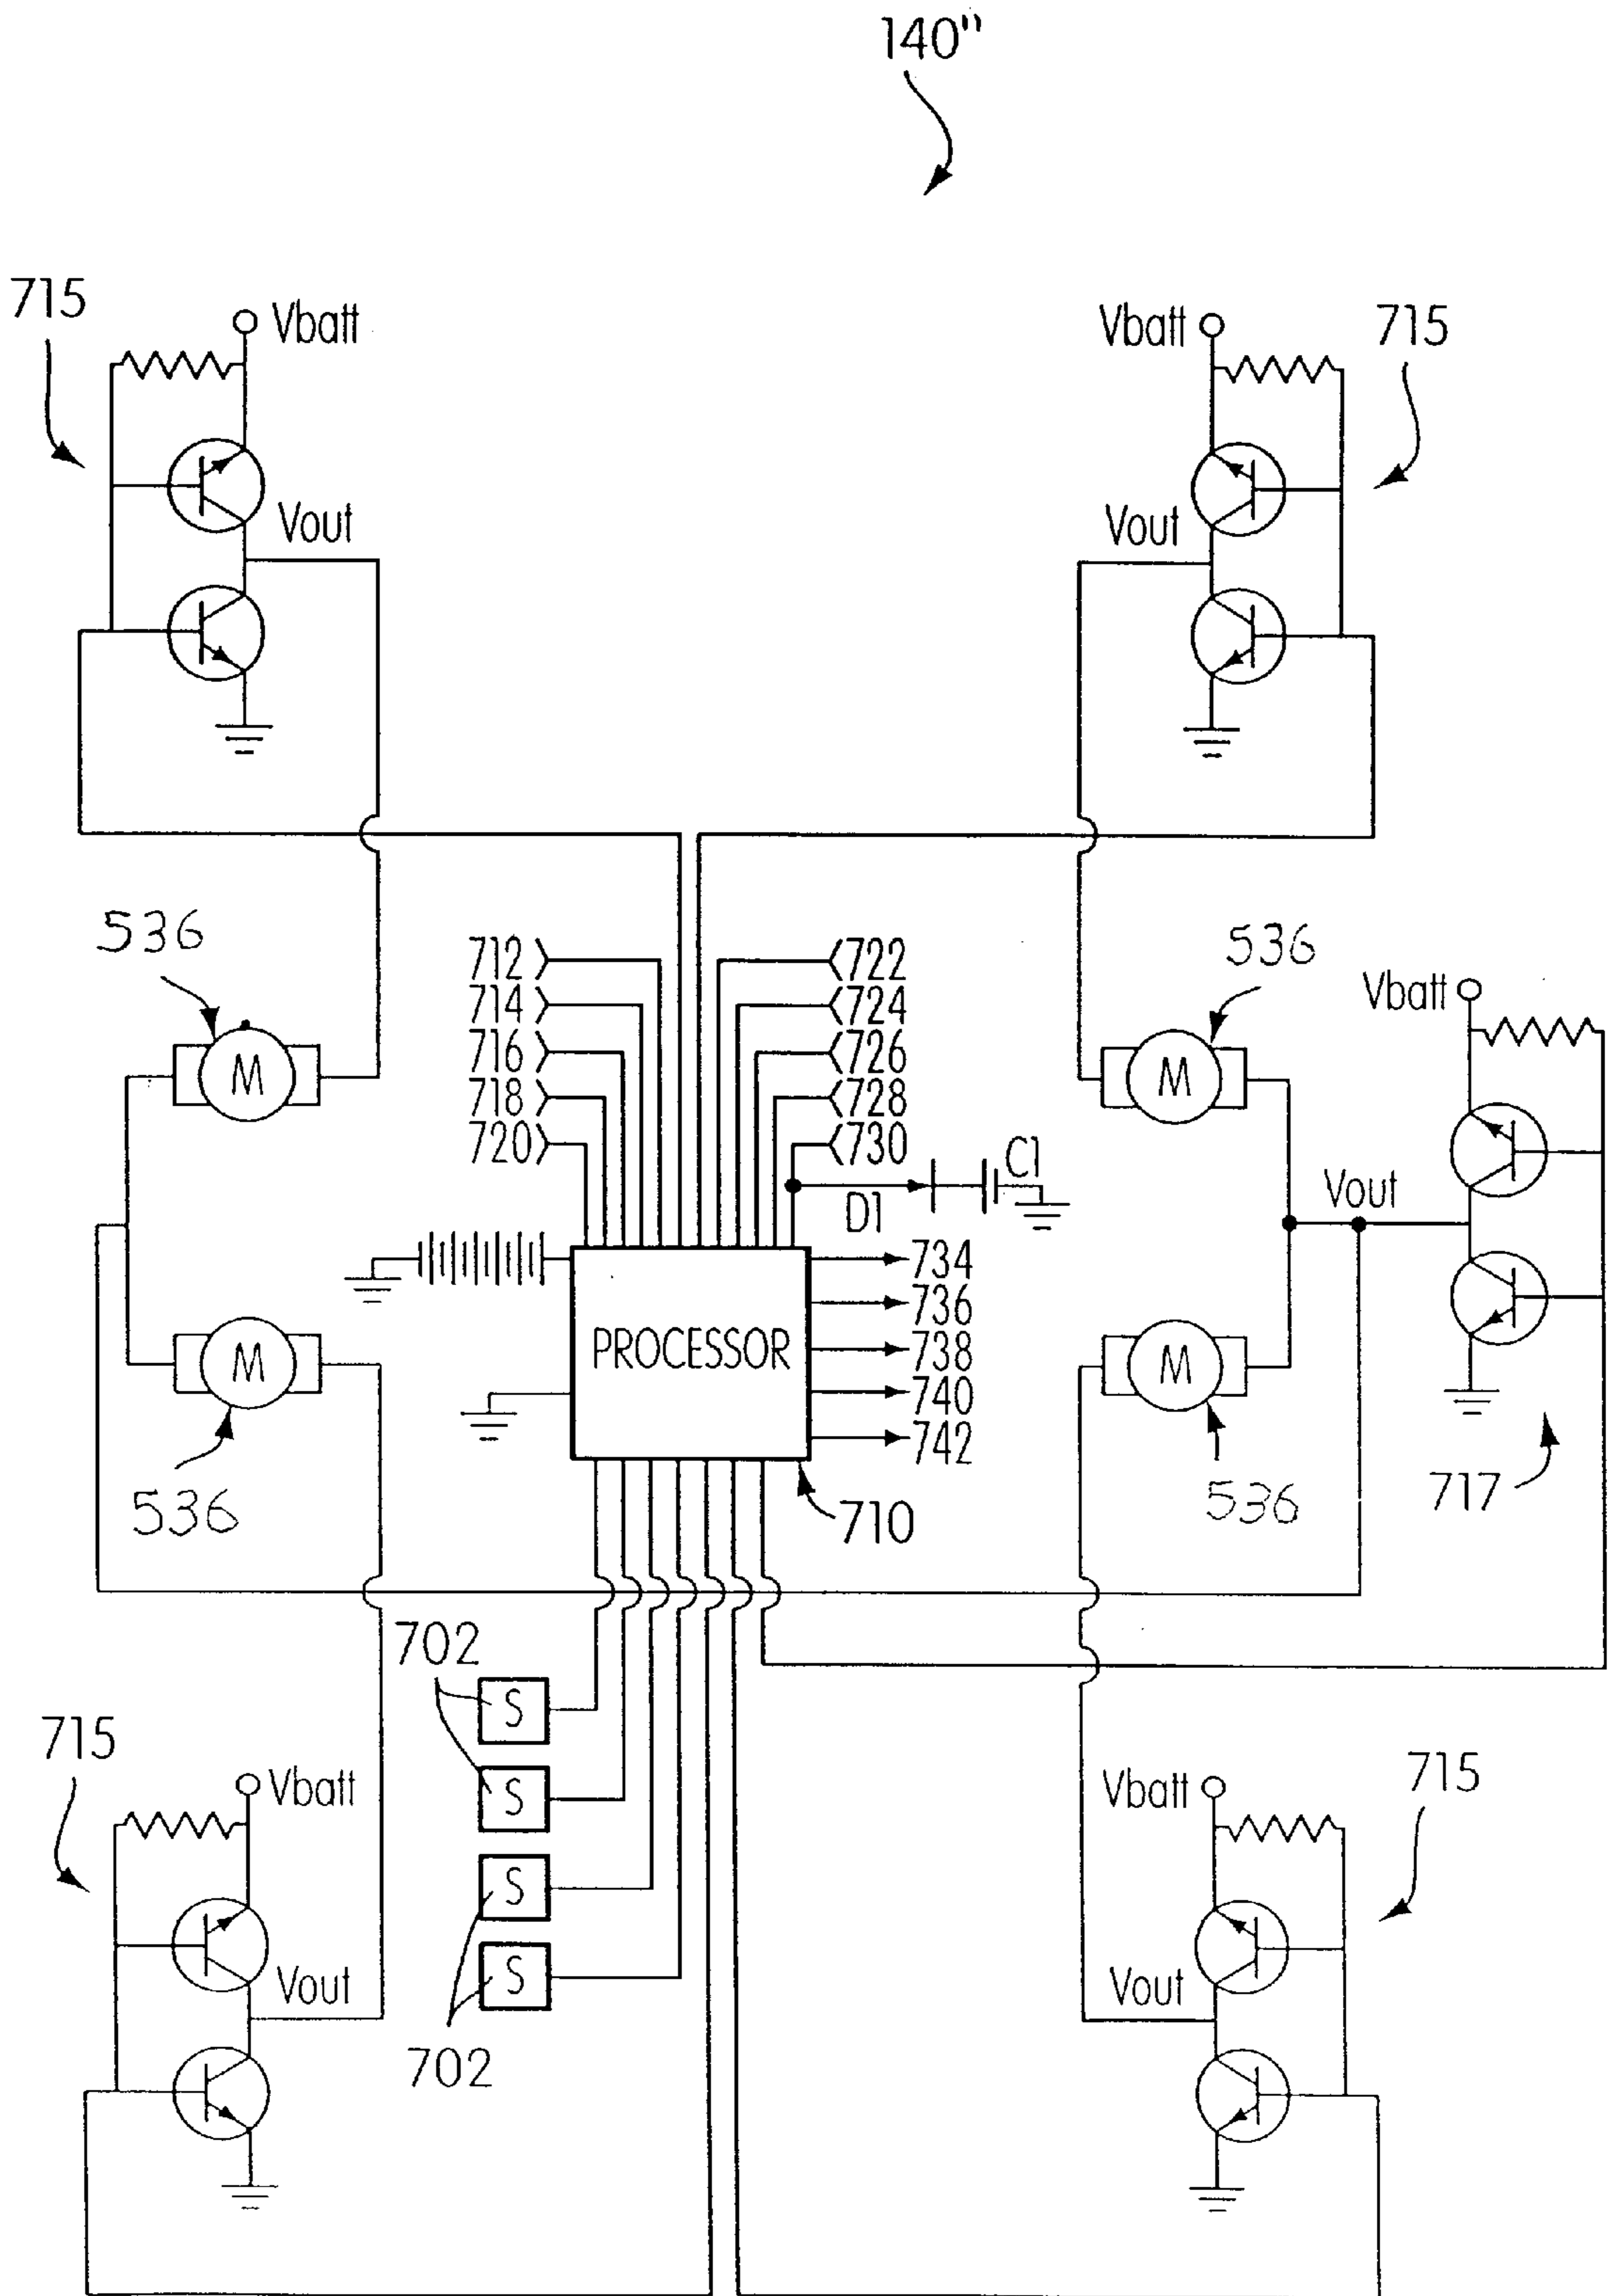 140"
715
Vbatt
Vbatt
715
Vout
Vout
536
712
714
716
718
720
722
724
726
728
730
536
Vbatt
M
M
C1
D1
Vout
734
736
738
740
742
PROCESSOR
M
M
536
710
536
717
702
S
S
S
S
702
715
Vbatt
Vbatt
715
Vout
Vout